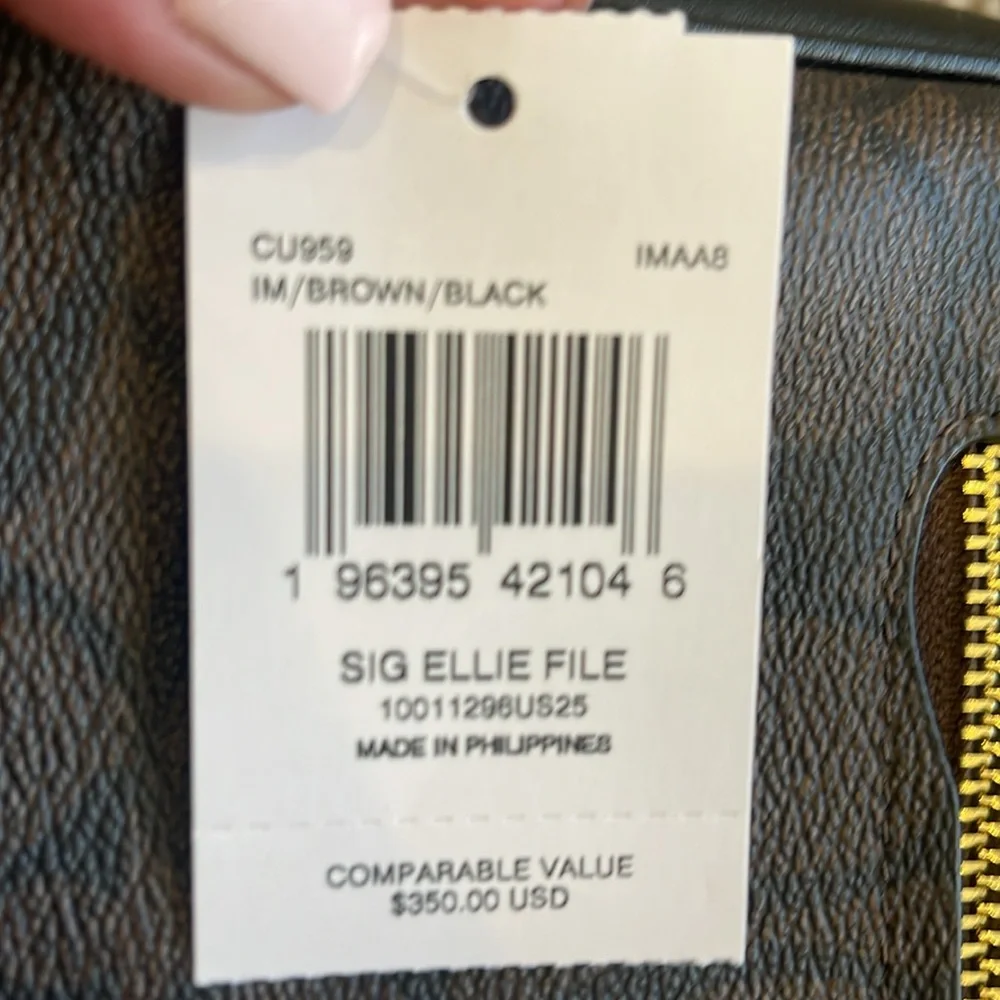 CU959 IMAA8
IM/BROWN/BLACK
1 96395 42104 6
SIG ELLIE FILE
10011296US25
MADE IN PHILIPPINES
COMPARABLE VALUE
$350.00 USD